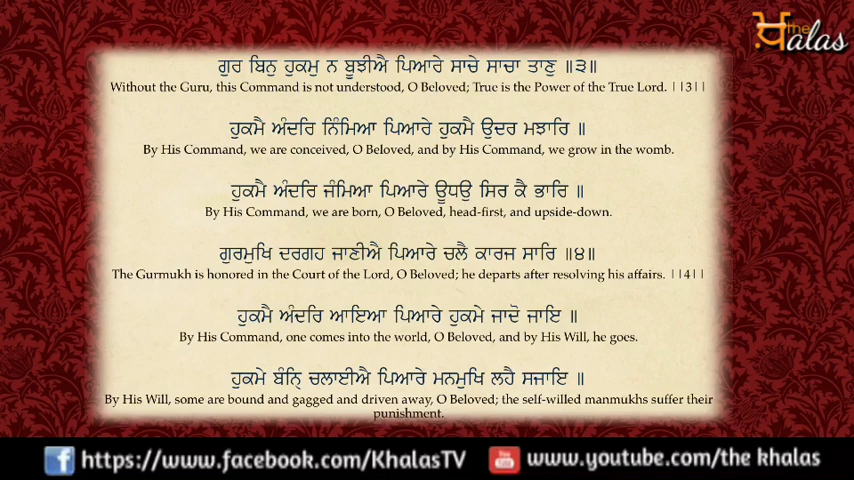 the
ਖ਼alas
ਗੁਰ ਬਿਨੁ ਹੁਕਮੁ ਨ ਬੂਝੀਐ ਪਿਆਰੇ ਸਾਚੇ ਸਾਚਾ ਤਾਣੁ ॥੩॥
Without the Guru, this Command is not understood, O Beloved; True is the Power of the True Lord. ||3||
ਹੁਕਮੈ ਅੰਦਰਿ ਨਿੰਮਿਆ ਪਿਆਰੇ ਹੁਕਮੈ ਉਦਰ ਮਝਾਰਿ ॥
By His Command, we are conceived, O Beloved, and by His Command, we grow in the womb.
ਹੁਕਮੈ ਅੰਦਰਿ ਜੰਮਿਆ ਪਿਆਰੇ ਊਧਉ ਸਿਰ ਕੈ ਭਾਰਿ ॥
By His Command, we are born, O Beloved, head-first, and upside-down.
ਗੁਰਮੁਖਿ ਦਰਗਹ ਜਾਣੀਐ ਪਿਆਰੇ ਚਲੈ ਕਾਰਜ ਸਾਰਿ ॥੪॥
The Gurmukh is honored in the Court of the Lord, O Beloved; he departs after resolving his affairs. ||4||
ਹੁਕਮੈ ਅੰਦਰਿ ਆਇਆ ਪਿਆਰੇ ਹੁਕਮੇ ਜਾਦੋ ਜਾਇ ॥
By His Command, one comes into the world, O Beloved, and by His Will, he goes.
ਹੁਕਮੇ ਬੰਨ੍ਹਿ ਚਲਾਈਐ ਪਿਆਰੇ ਮਨਮੁਖਿ ਲਹੈ ਸਜਾਇ ॥
By His Will, some are bound and gagged and driven away, O Beloved; the self-willed manmukhs suffer their
punishment.
https://www.facebook.com/KhalasTV www.youtube.com/the khalas